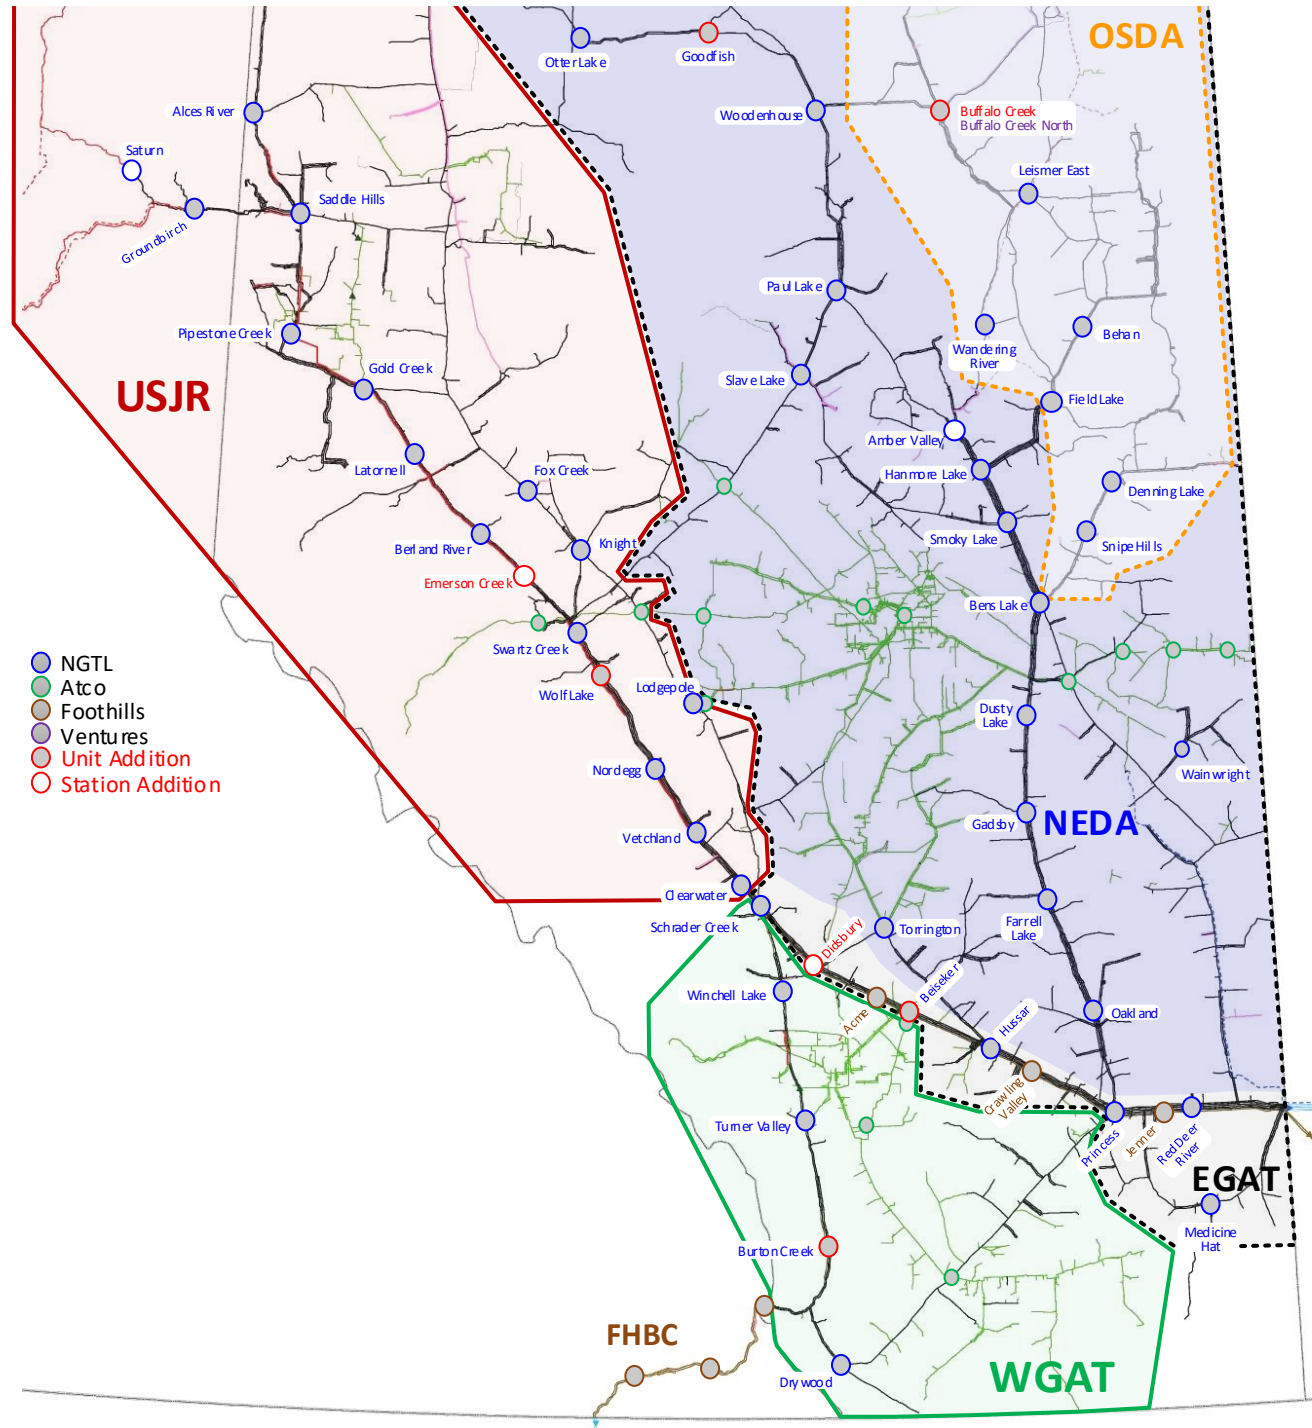 OSDA
Otter Lake
Goodfish
Alces River
Woodenhouse
Buffalo Creek
Buffalo Creek North
Saturn
Leismer East
Saddle Hills
Groundbirch
Paul Lake
Pipestone Creek
Wandering
River
Behan
Gold Creek
Slave Lake
USJR
Field Lake
Amber Valley
Latornell
Fox Creek
Hanmore Lake
Denning Lake
Berland River
Knight
Smoky Lake
Snipe Hills
Emerson Creek
Bens Lake
Swartz Creek
NGTL
Atco
Foothills
Ventures
Unit Addition
Station Addition
Wolf Lake
Lodgepole
Dusty
Lake
Nordegg
Wainwright
Vetchland
Gadsby
NEDA
Clearwater
Schrader Creek
Didsbury
Torrington
Farrell
Lake
Winchell Lake
Acme
Beiseker
Hussar
Oakland
Crawling
Valley
Turner Valley
Princess
Jenner
Red Deer
River
EGAT
Medicine
Hat
Burton Creek
FHBC
WGAT
Drywood